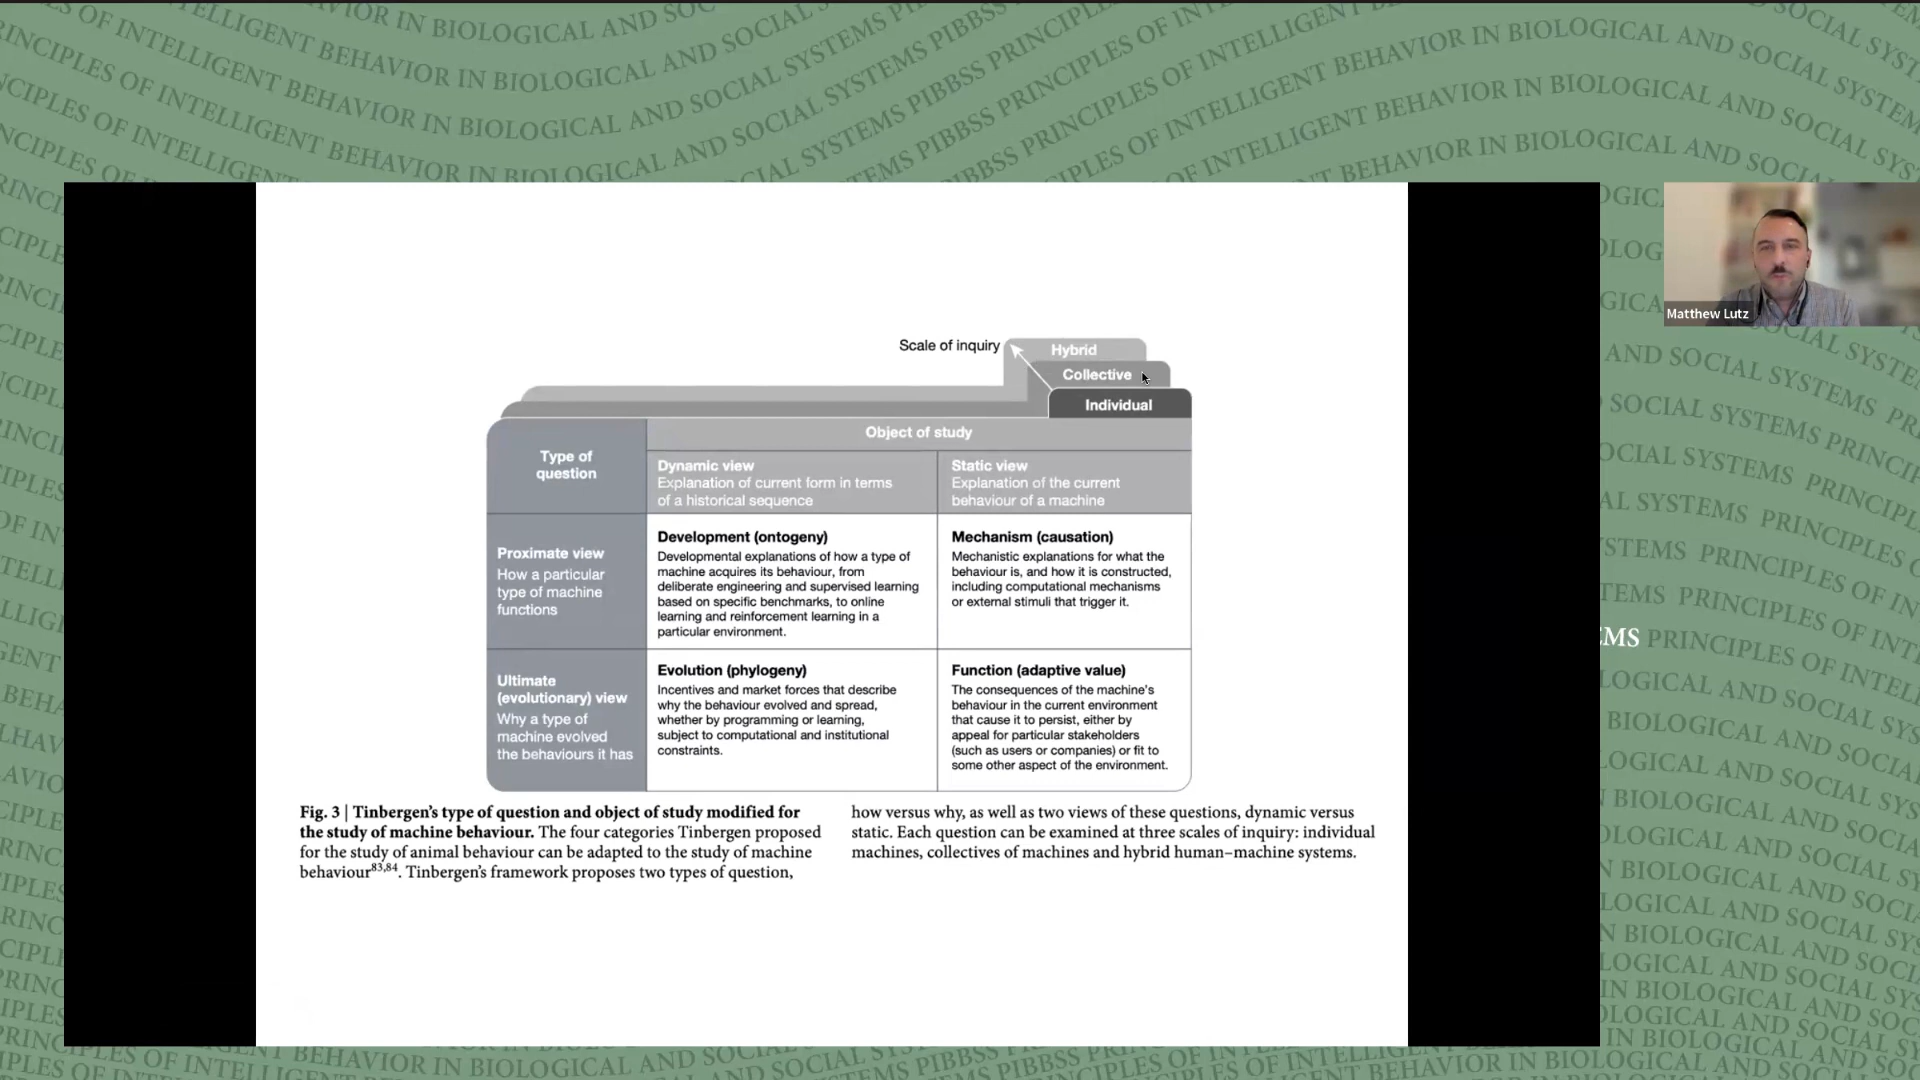 Scale of inquiry
Hybrid
Collective
Individual
Type of
question
Object of study
Dynamic view
Explanation of current form in terms
of a historical sequence
Static view
Explanation of the current
behaviour of a machine
Proximate view
How a particular
type of machine
functions
Development (ontogeny)
Developmental explanations of how a type of
machine acquires its behaviour, from
deliberate engineering and supervised learning
based on specific benchmarks, to online
learning and reinforcement learning in a
particular environment.
Mechanism (causation)
Mechanistic explanations for what the
behaviour is, and how it is constructed,
including computational mechanisms
or external stimuli that trigger it.
Ultimate
(evolutionary) view
Why a type of
machine evolved
the behaviours it has
Evolution (phylogeny)
Incentives and market forces that describe
why the behaviour evolved and spread,
whether by programming or learning,
subject to computational and institutional
constraints.
Function (adaptive value)
The consequences of the machine's
behaviour in the current environment
that cause it to persist, either by
appeal for particular stakeholders
(such as users or companies) or fit to
some other aspect of the environment.
Fig. 3 | Tinbergen's type of question and object of study modified for
the study of machine behaviour. The four categories Tinbergen proposed
for the study of animal behaviour can be adapted to the study of machine
behaviour83,84. Tinbergen's framework proposes two types of question,
how versus why, as well as two views of these questions, dynamic versus
static. Each question can be examined at three scales of inquiry: individual
machines, collectives of machines and hybrid human–machine systems.
Matthew Lutz
PIBBSS PRINCIPLES OF INTELLIGENT BEHAVIOR IN BIOLOGICAL AND SOCIAL SYSTEMS